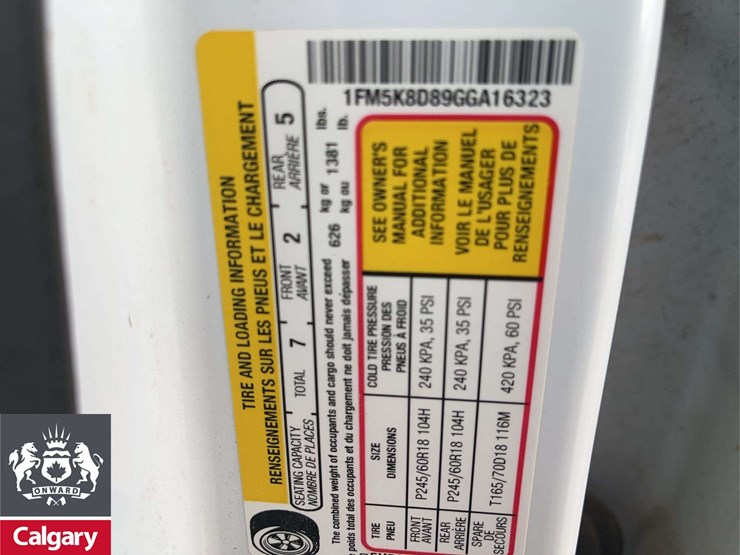 1FM5K8D89GGA16323
TIRE AND LOADING INFORMATION
RENSEIGNEMENTS SUR LES PNEUS ET LE CHARGEMENT
SEATING CAPACITY
NOMBRE DE PLACES
TOTAL 7
FRONT
AVANT 2
REAR
ARRIÈRE 5
The combined weight of occupants and cargo should never exceed 626 kg or 1381 lbs.
poids total des occupants et du chargement ne doit jamais dépasser kg ou lb.
TIRE
PNEU
SIZE
DIMENSIONS
COLD TIRE PRESSURE
PRESSION DES
PNEUS À FROID
FRONT
AVANT
P245/60R18 104H
240 KPA, 35 PSI
REAR
ARRIÈRE
P245/60R18 104H
240 KPA, 35 PSI
SPARE
DE
SECOURS
T165/70D18 116M
420 KPA, 60 PSI
SEE OWNER'S
MANUAL FOR
ADDITIONAL
INFORMATION
VOIR LE MANUEL
DE L'USAGER
POUR PLUS DE
RENSEIGNEMENTS
ONWARD
Calgary